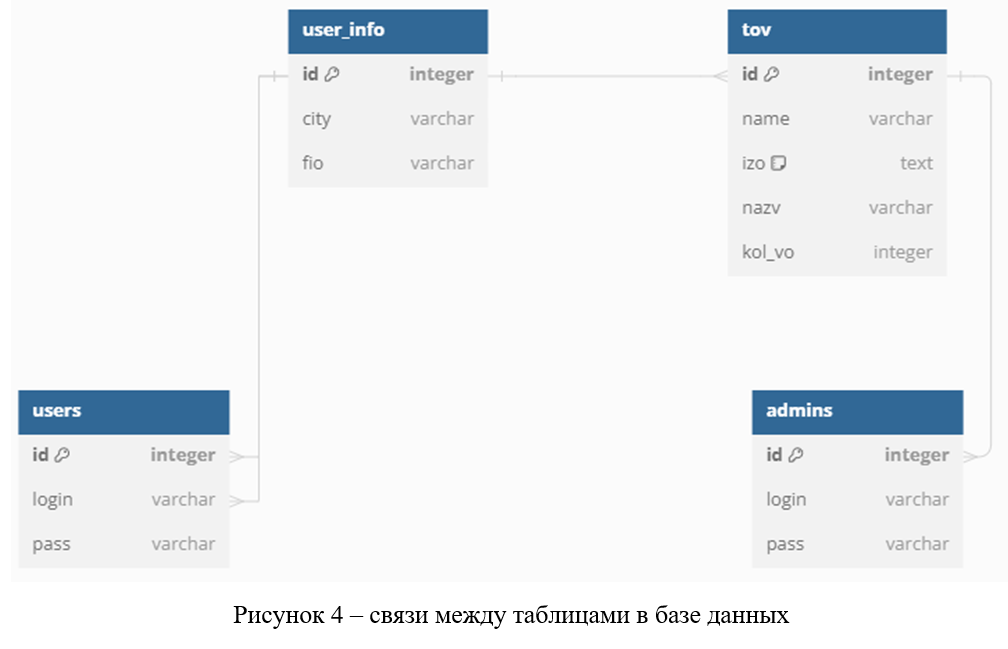 user_info
id integer
city varchar
fio varchar
tov
id integer
name varchar
izo text
nazv varchar
kol_vo integer
users
id integer
login varchar
pass varchar
admins
id integer
login varchar
pass varchar
Рисунок 4 – связи между таблицами в базе данных